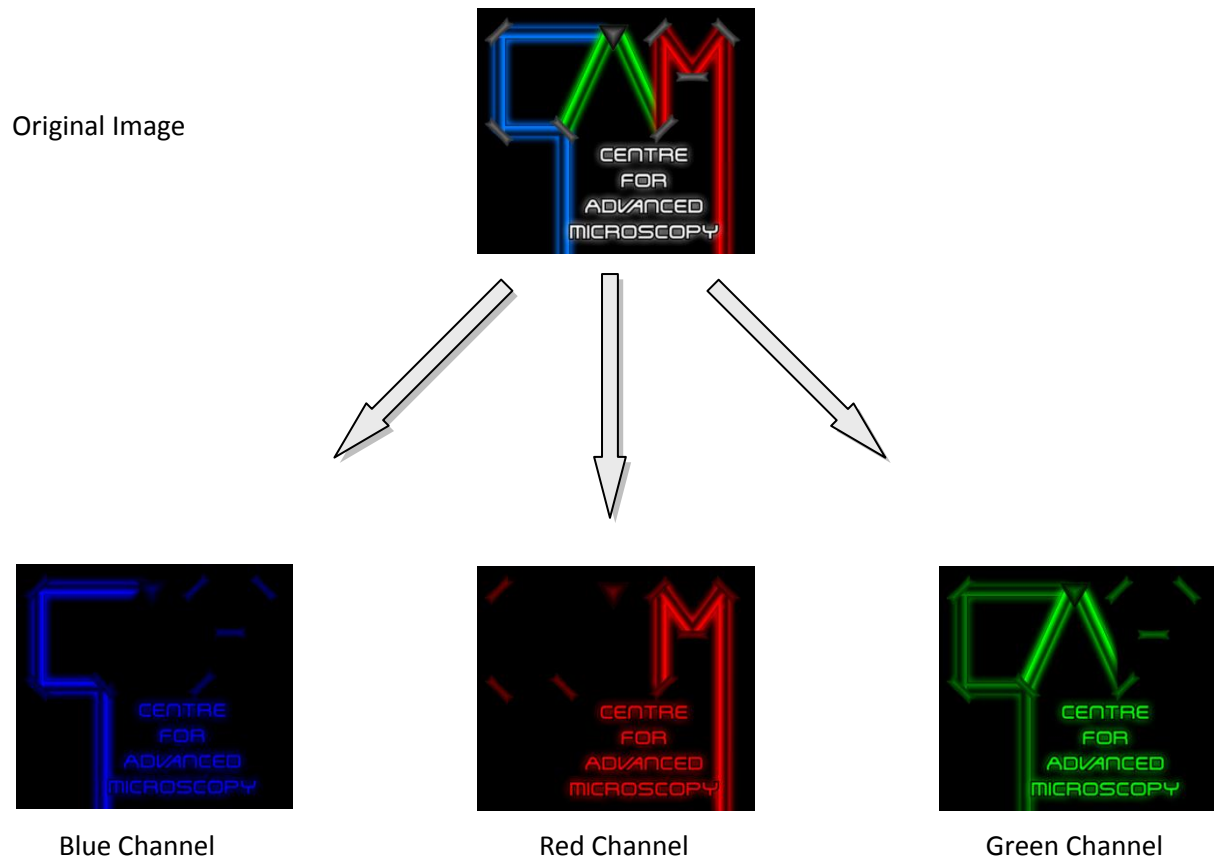 Original Image
CENTRE
FOR
ADVANCED
MICROSCOPY
CENTRE
FOR
ADVANCED
MICROSCOPY
CENTRE
FOR
ADVANCED
MICROSCOPY
CENTRE
FOR
ADVANCED
MICROSCOPY
Blue Channel
Red Channel
Green Channel